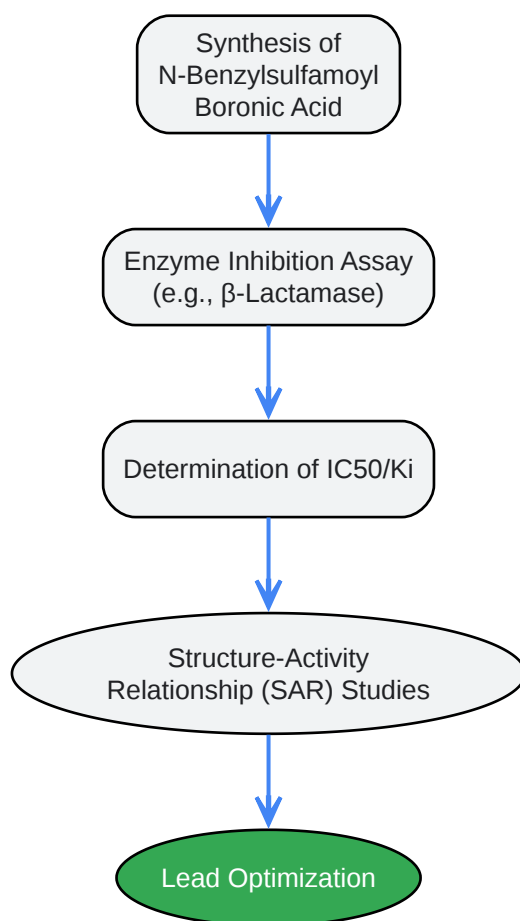 Synthesis of
N-Benzylsulfamoyl
Boronic Acid
Enzyme Inhibition Assay
(e.g., β-Lactamase)
Determination of IC50/Ki
Structure-Activity
Relationship (SAR) Studies
Lead Optimization